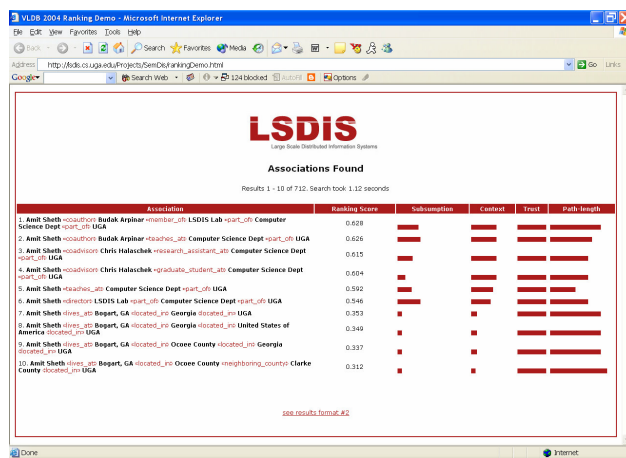 VLDB 2004 Ranking Demo - Microsoft Internet Explorer
File Edit View Favorites Tools Help
Back Search Favorites Media
Address http://lsdis.cs.uga.edu/Projects/SemDis/rankingDemo.html Go Links
Google Search Web 124 blocked AutoFill Options
LSDIS
Large Scale Distributed Information Systems
Associations Found
Results 1 - 10 of 712. Search took 1.12 seconds
Association Ranking Score Subsumption Context Trust Path-length
1. Amit Sheth «coauthor» Budak Arpinar «member_of» LSDIS Lab «part_of» Computer
Science Dept «part_of» UGA 0.628
2. Amit Sheth «coauthor» Budak Arpinar «teaches_at» Computer Science Dept «part_of» UGA 0.626
3. Amit Sheth «coadvisor» Chris Halaschek «research_assistant_at» Computer Science Dept
«part_of» UGA 0.615
4. Amit Sheth «coadvisor» Chris Halaschek «graduate_student_at» Computer Science Dept
«part_of» UGA 0.604
5. Amit Sheth «teaches_at» Computer Science Dept «part_of» UGA 0.592
6. Amit Sheth «director» LSDIS Lab «part_of» Computer Science Dept «part_of» UGA 0.546
7. Amit Sheth «lives_at» Bogart, GA «located_in» Georgia «located_in» UGA 0.353
8. Amit Sheth «lives_at» Bogart, GA «located_in» Georgia «located_in» United States of
America «located_in» UGA 0.349
9. Amit Sheth «lives_at» Bogart, GA «located_in» Ocoee County «located_in» Georgia
«located_in» UGA 0.337
10. Amit Sheth «lives_at» Bogart, GA «located_in» Ocoee County «neighboring_county» Clarke
County «located_in» UGA 0.312
see results format #2
Done Internet